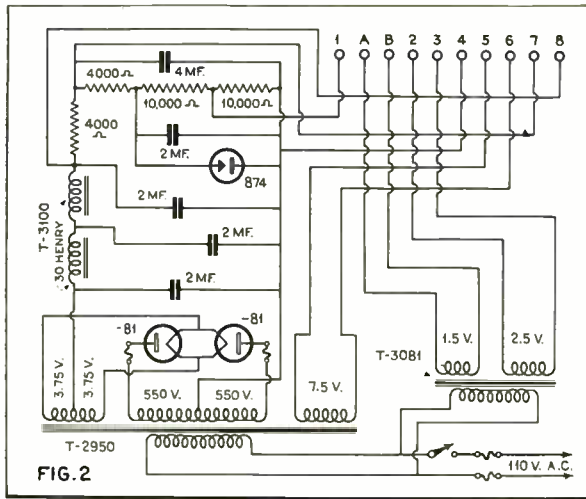 1 A B 2 3 4 5 6 7 8
4 MF.
4000 Ω
10,000 Ω 10,000 Ω
4000 Ω
2 MF.
874
2 MF.
2 MF.
2 MF.
T-3100
30 HENRY
-81 -81
3.75 V. 3.75 V.
550 V. 550 V.
7.5 V.
1.5 V. 2.5 V.
T-3081
T-2950
110 V. A.C.
FIG. 2